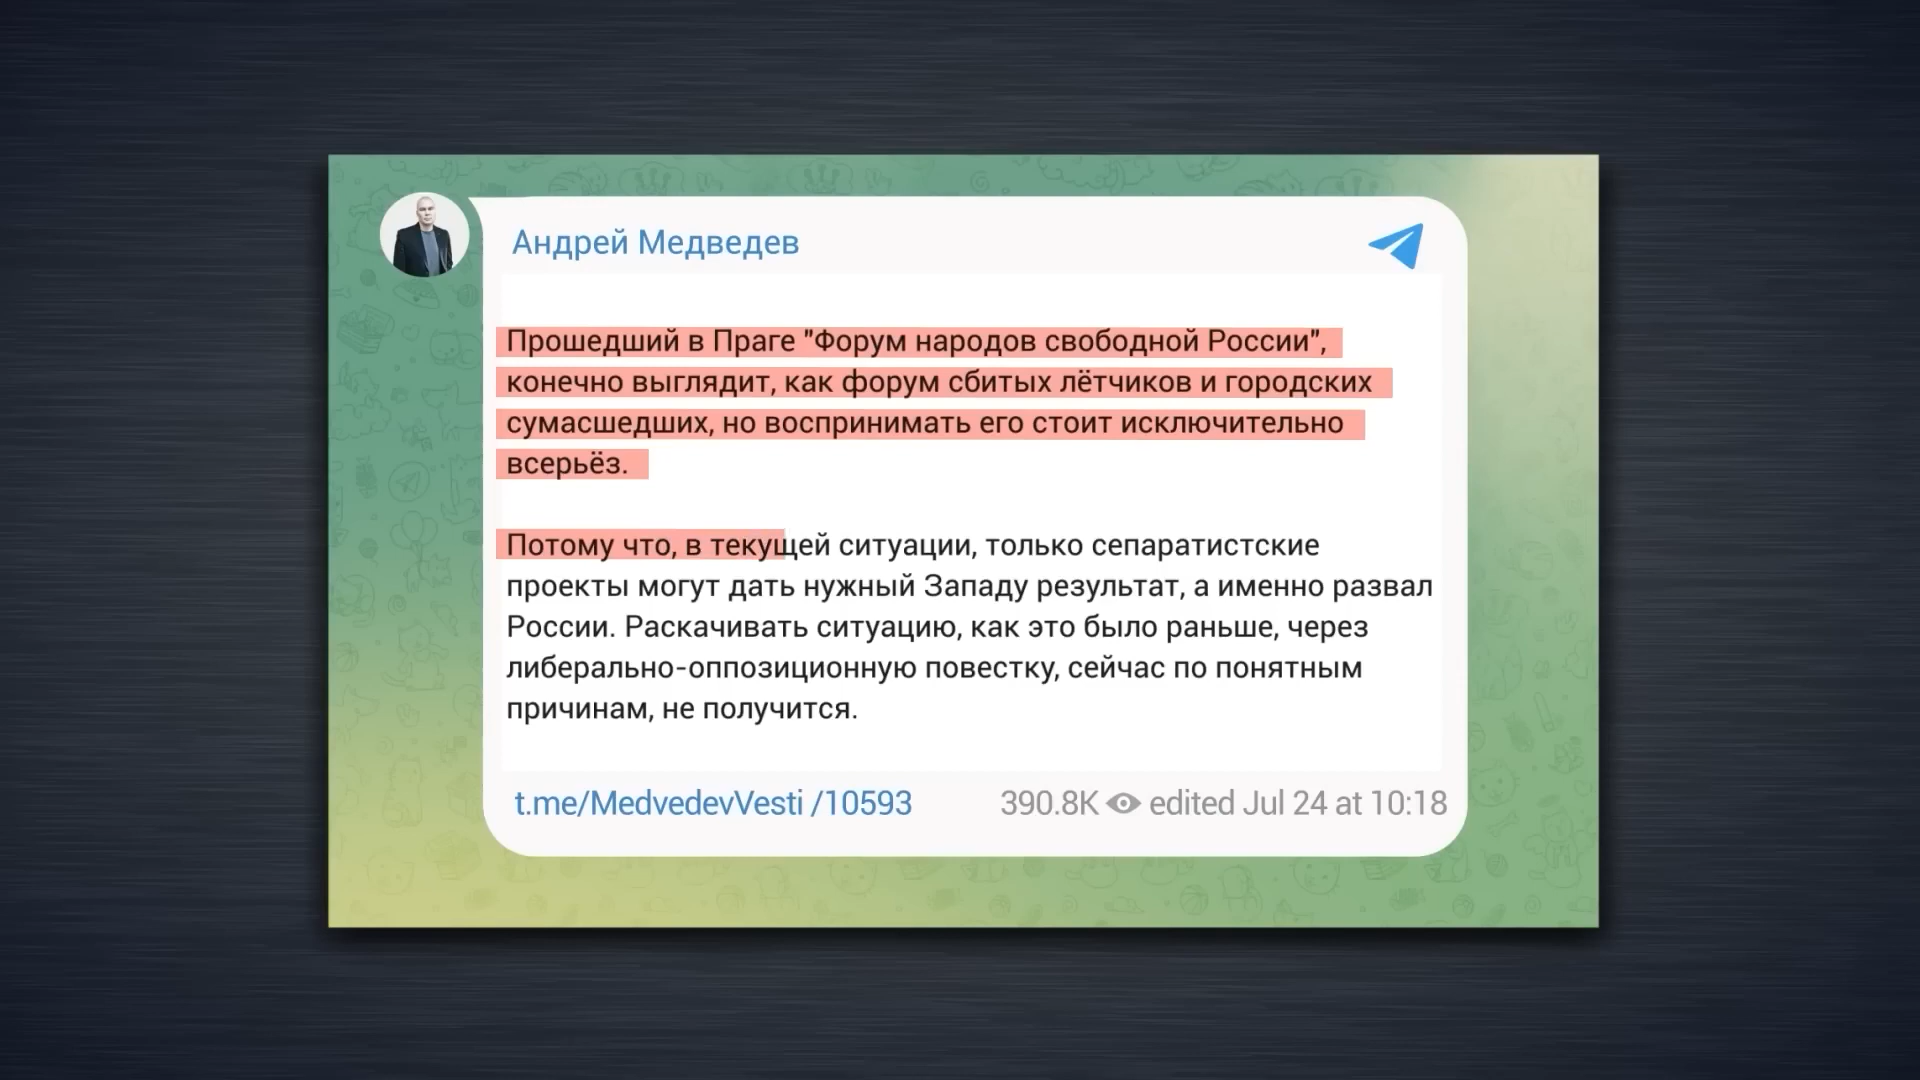 Андрей Медведев
Прошедший в Праге "Форум народов свободной России",
конечно выглядит, как форум сбитых лётчиков и городских
сумасшедших, но воспринимать его стоит исключительно
всерьёз.
Потому что, в текущей ситуации, только сепаратистские
проекты могут дать нужный Западу результат, а именно развал
России. Раскачивать ситуацию, как это было раньше, через
либерально-оппозиционную повестку, сейчас по понятным
причинам, не получится.
t.me/MedvedevVesti /10593 390.8K edited Jul 24 at 10:18